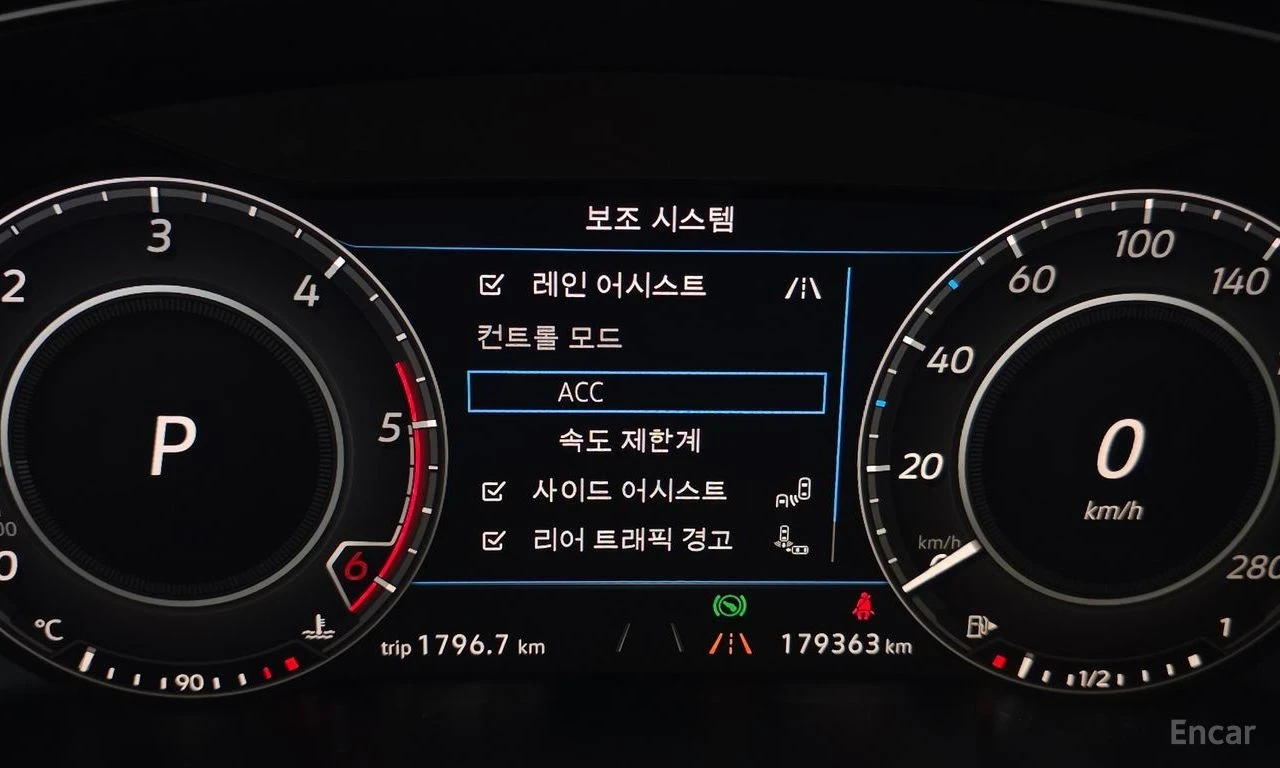 보조 시스템
레인 어시스트
컨트롤 모드
ACC
속도 제한계
사이드 어시스트
리어 트래픽 경고
2
3
4
5
6
P
°C
90
trip 1796.7 km
179363 km
20
40
60
100
140
280
0
km/h
km/h
1/2
1
Encar